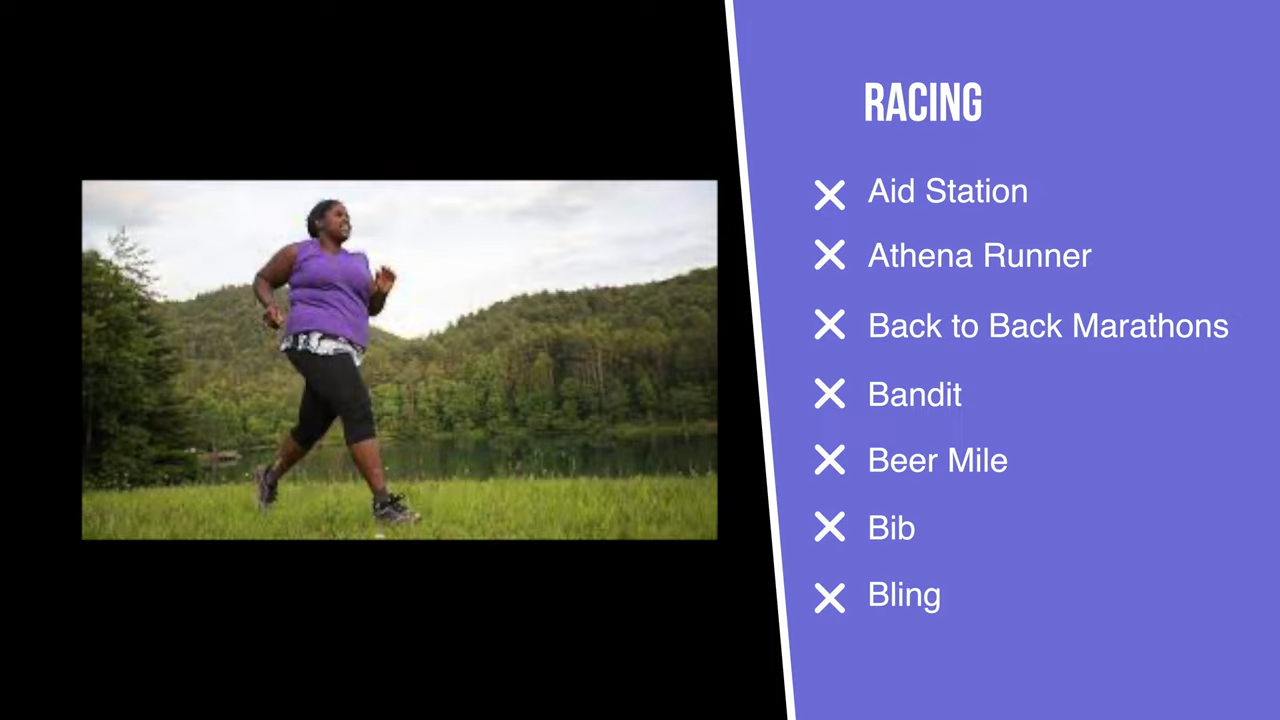 RACING
Aid Station
Athena Runner
Back to Back Marathons
Bandit
Beer Mile
Bib
Bling